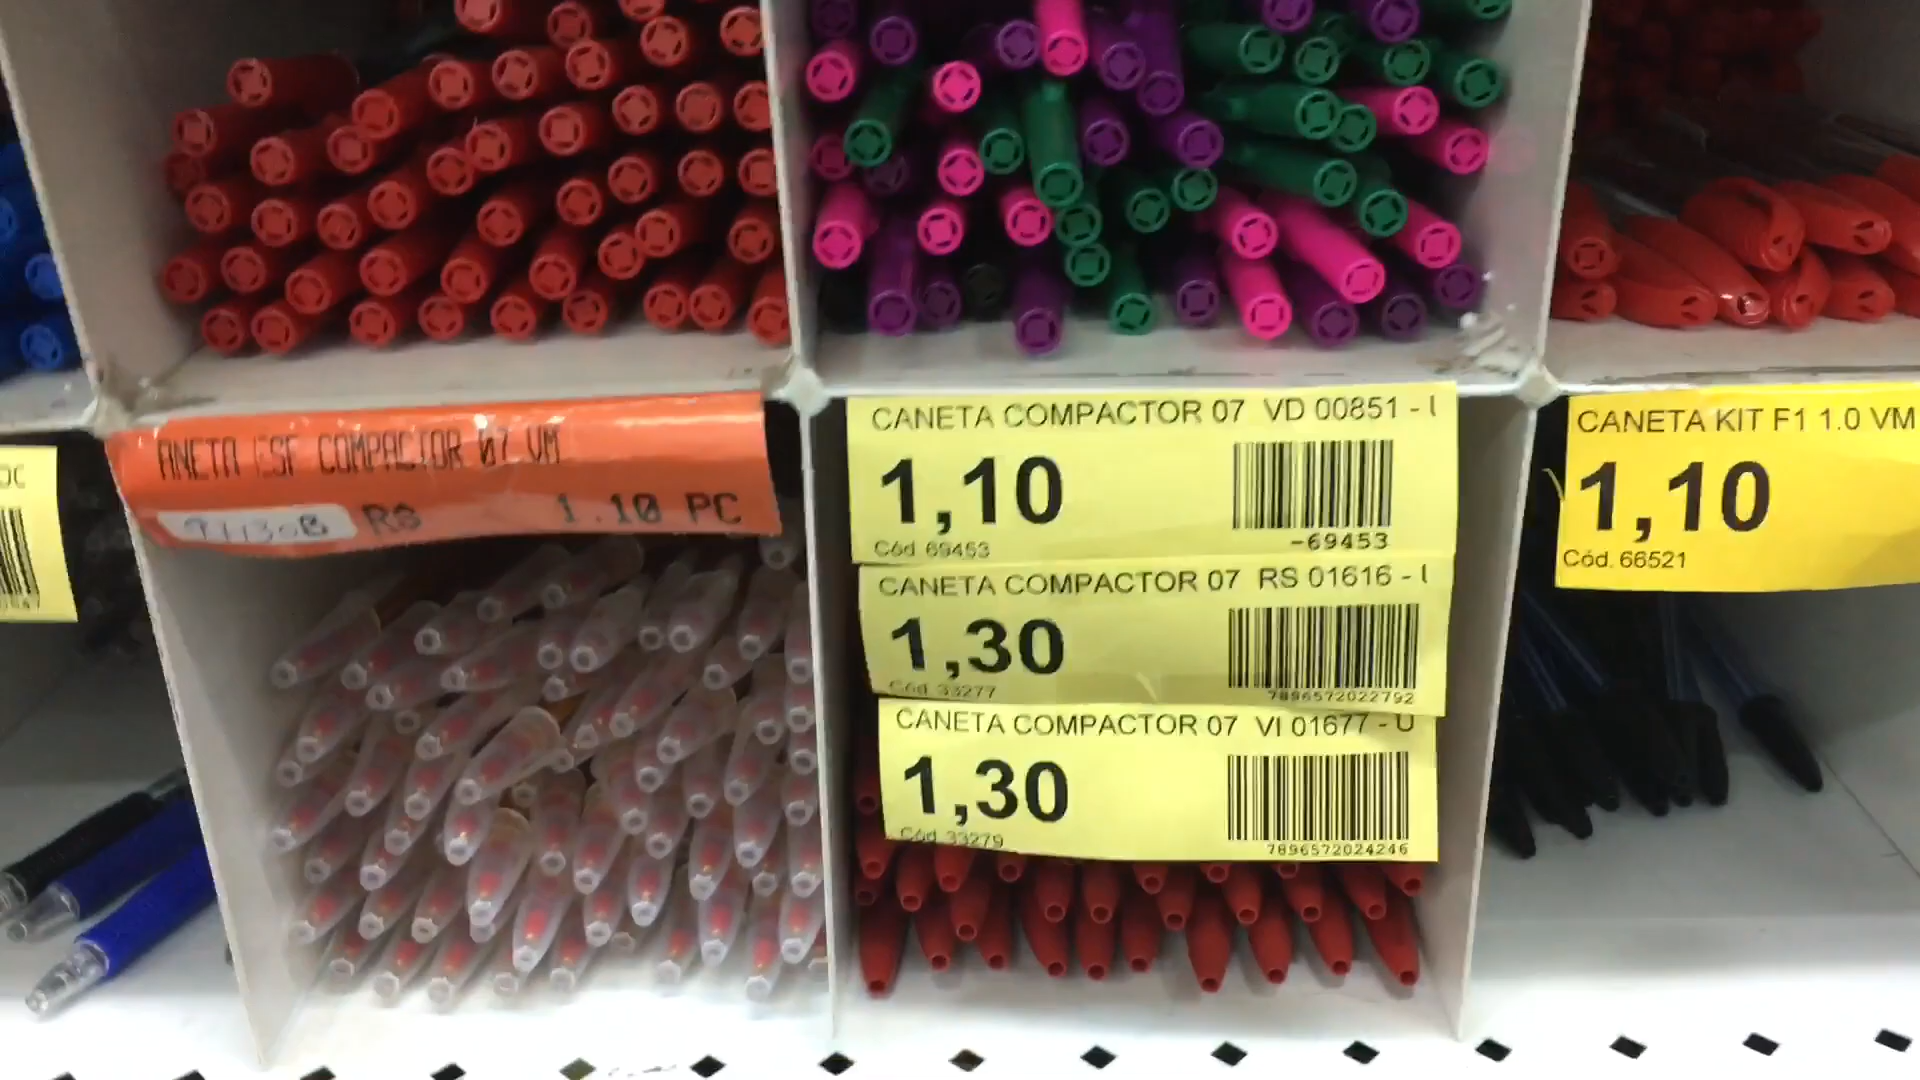 ANETA ESF COMPACTOR 07 VM
RS 1.10 PC
CANETA COMPACTOR 07 VD 00851 -
1,10
Cód. 69453
-69453
CANETA COMPACTOR 07 RS 01616 -
1,30
Cód. 33277
7896572022792
CANETA COMPACTOR 07 VI 01677 - U
1,30
Cód. 33279
7896572024246
CANETA KIT F1 1.0 VM
1,10
Cód. 66521